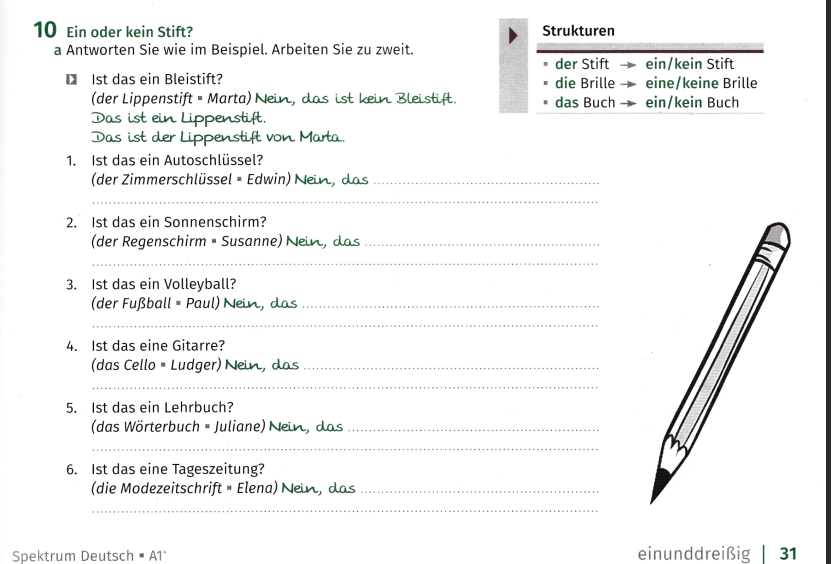 10 Ein oder kein Stift?
a Antworten Sie wie im Beispiel. Arbeiten Sie zu zweit.
Ist das ein Bleistift?
(der Lippenstift ▪ Marta) Nein, das ist kein Bleistift.
Das ist ein Lippenstift.
Das ist der Lippenstift von Marta.
1. Ist das ein Autoschlüssel?
(der Zimmerschlüssel ▪ Edwin) Nein, das
2. Ist das ein Sonnenschirm?
(der Regenschirm ▪ Susanne) Nein, das
3. Ist das ein Volleyball?
(der Fußball ▪ Paul) Nein, das
4. Ist das eine Gitarre?
(das Cello ▪ Ludger) Nein, das
5. Ist das ein Lehrbuch?
(das Wörterbuch ▪ Juliane) Nein, das
6. Ist das eine Tageszeitung?
(die Modezeitschrift ▪ Elena) Nein, das
Strukturen
▪ der Stift → ein/kein Stift
▪ die Brille → eine/keine Brille
▪ das Buch → ein/kein Buch
Spektrum Deutsch ▪ A1+
einunddreißig | 31